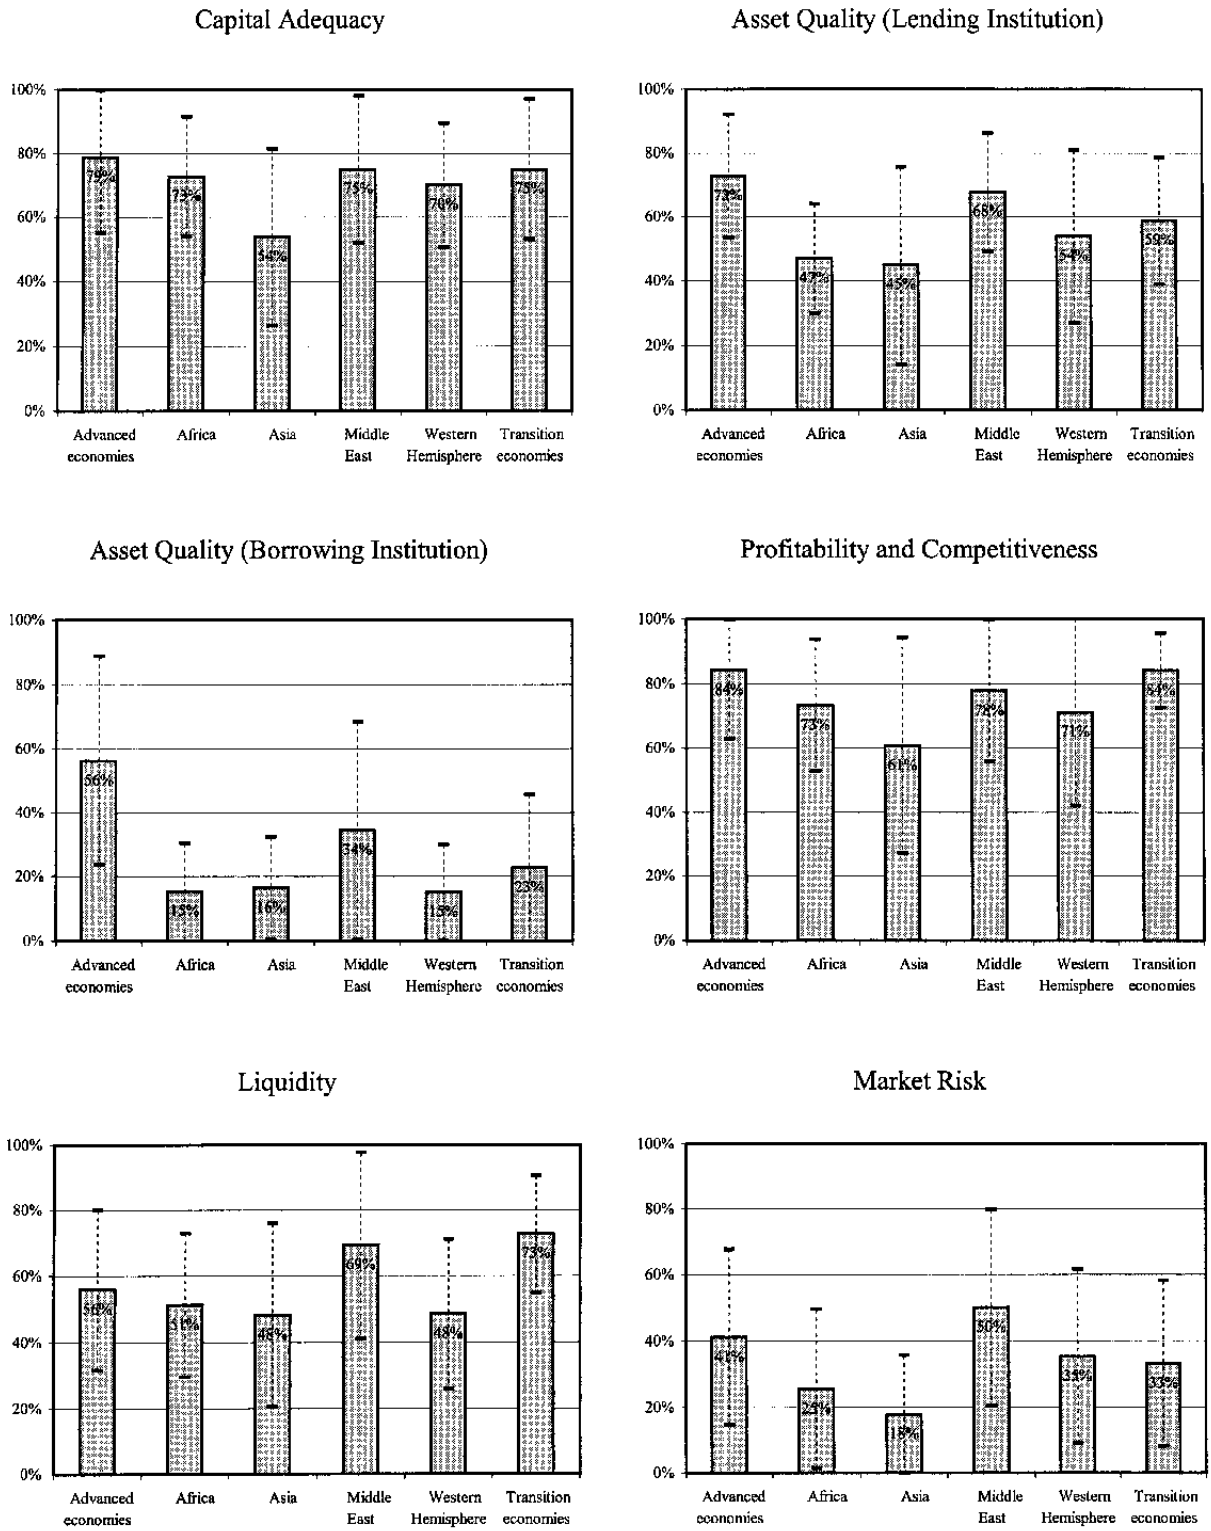 Capital Adequacy
100%
80%
60%
40%
20%
0%
79%
73%
54%
75%
70%
75%
Advanced
economies
Africa
Asia
Middle
East
Western
Hemisphere
Transition
economies
Asset Quality (Lending Institution)
100%
80%
60%
40%
20%
0%
73%
47%
45%
68%
54%
59%
Advanced
economies
Africa
Asia
Middle
East
Western
Hemisphere
Transition
economies
Asset Quality (Borrowing Institution)
100%
80%
60%
40%
20%
0%
56%
15%
16%
34%
15%
23%
Advanced
economies
Africa
Asia
Middle
East
Western
Hemisphere
Transition
economies
Profitability and Competitiveness
100%
80%
60%
40%
20%
0%
84%
73%
61%
78%
71%
84%
Advanced
economies
Africa
Asia
Middle
East
Western
Hemisphere
Transition
economies
Liquidity
100%
80%
60%
40%
20%
0%
56%
51%
48%
69%
48%
73%
Advanced
economies
Africa
Asia
Middle
East
Western
Hemisphere
Transition
economies
Market Risk
100%
80%
60%
40%
20%
0%
41%
25%
18%
50%
35%
33%
Advanced
economies
Africa
Asia
Middle
East
Western
Hemisphere
Transition
economies